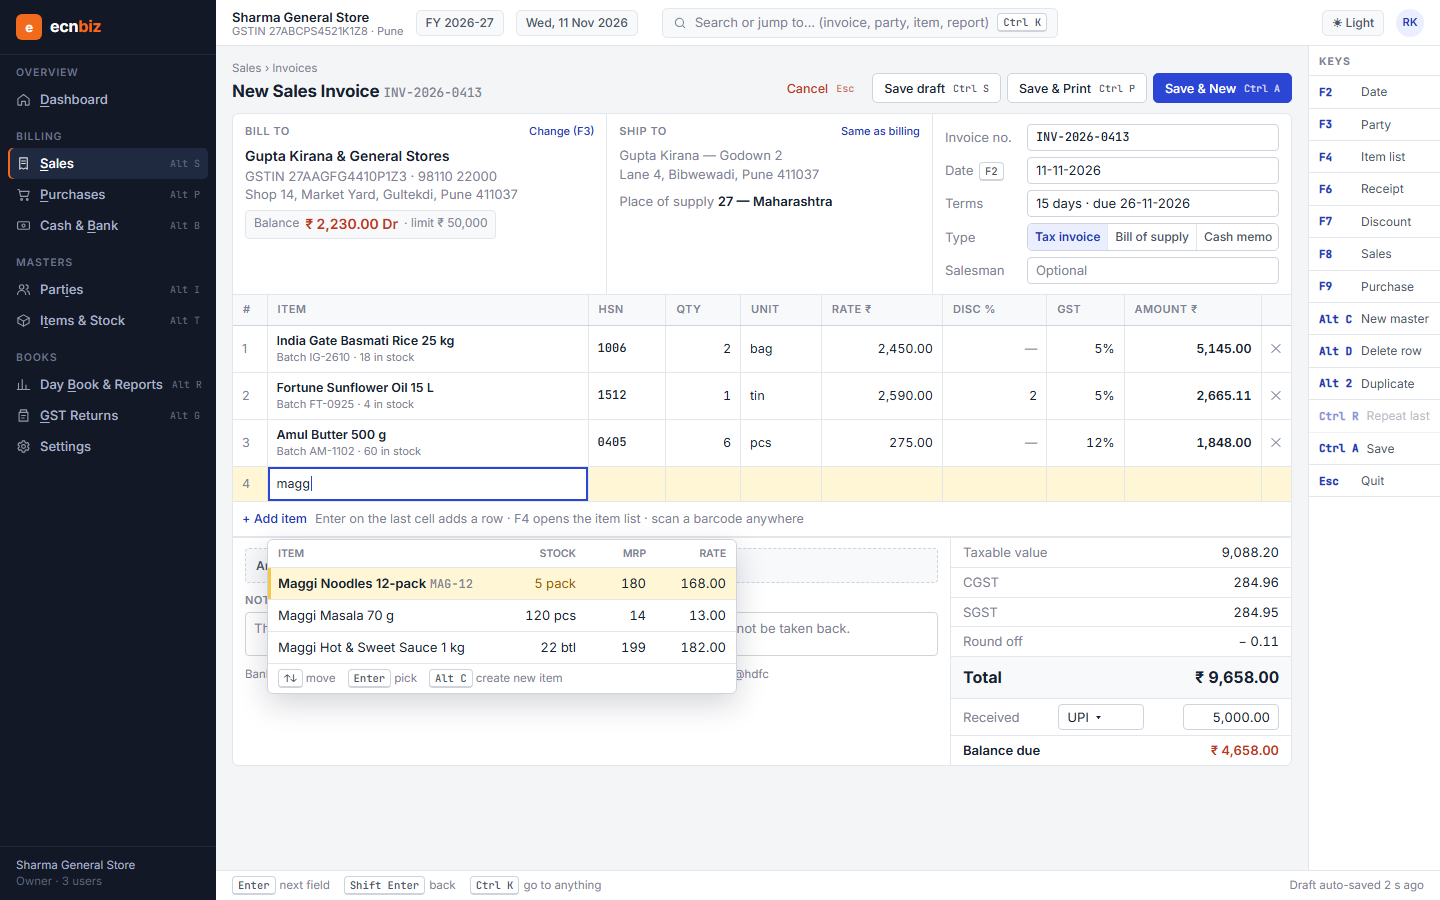 e ecnbiz
Sharma General Store
GSTIN 27ABCPS4521K1Z8 · Pune
FY 2026-27
Wed, 11 Nov 2026
Search or jump to... (invoice, party, item, report) Ctrl K
☀ Light
RK
OVERVIEW
Dashboard
BILLING
Sales Alt S
Purchases Alt P
Cash & Bank Alt B
MASTERS
Parties Alt I
Items & Stock Alt T
BOOKS
Day Book & Reports Alt R
GST Returns Alt G
Settings
Sharma General Store
Owner · 3 users
Sales › Invoices
New Sales Invoice INV-2026-0413
Cancel Esc
Save draft Ctrl S
Save & Print Ctrl P
Save & New Ctrl A
BILL TO Change (F3)
Gupta Kirana & General Stores
GSTIN 27AAGFG4410P1Z3 · 98110 22000
Shop 14, Market Yard, Gultekdi, Pune 411037
Balance ₹ 2,230.00 Dr · limit ₹ 50,000
SHIP TO Same as billing
Gupta Kirana — Godown 2
Lane 4, Bibwewadi, Pune 411037
Place of supply 27 — Maharashtra
Invoice no. INV-2026-0413
Date F2 11-11-2026
Terms 15 days · due 26-11-2026
Type Tax invoice Bill of supply Cash memo
Salesman Optional
# ITEM HSN QTY UNIT RATE ₹ DISC % GST AMOUNT ₹
1 India Gate Basmati Rice 25 kg 1006 2 bag 2,450.00 — 5% 5,145.00 ×
Batch IG-2610 · 18 in stock
2 Fortune Sunflower Oil 15 L 1512 1 tin 2,590.00 2 5% 2,665.11 ×
Batch FT-0925 · 4 in stock
3 Amul Butter 500 g 0405 6 pcs 275.00 — 12% 1,848.00 ×
Batch AM-1102 · 60 in stock
4 magg
+ Add item Enter on the last cell adds a row · F4 opens the item list · scan a barcode anywhere
ITEM STOCK MRP RATE
Maggi Noodles 12-pack MAG-12 5 pack 180 168.00
Maggi Masala 70 g 120 pcs 14 13.00
Maggi Hot & Sweet Sauce 1 kg 22 btl 199 182.00
↑↓ move Enter pick Alt C create new item
NOT
not be taken back.
Ban
@hdfc
Taxable value 9,088.20
CGST 284.96
SGST 284.95
Round off − 0.11
Total ₹ 9,658.00
Received UPI ▾ 5,000.00
Balance due ₹ 4,658.00
KEYS
F2 Date
F3 Party
F4 Item list
F6 Receipt
F7 Discount
F8 Sales
F9 Purchase
Alt C New master
Alt D Delete row
Alt 2 Duplicate
Ctrl R Repeat last
Ctrl A Save
Esc Quit
Enter next field Shift Enter back Ctrl K go to anything
Draft auto-saved 2 s ago